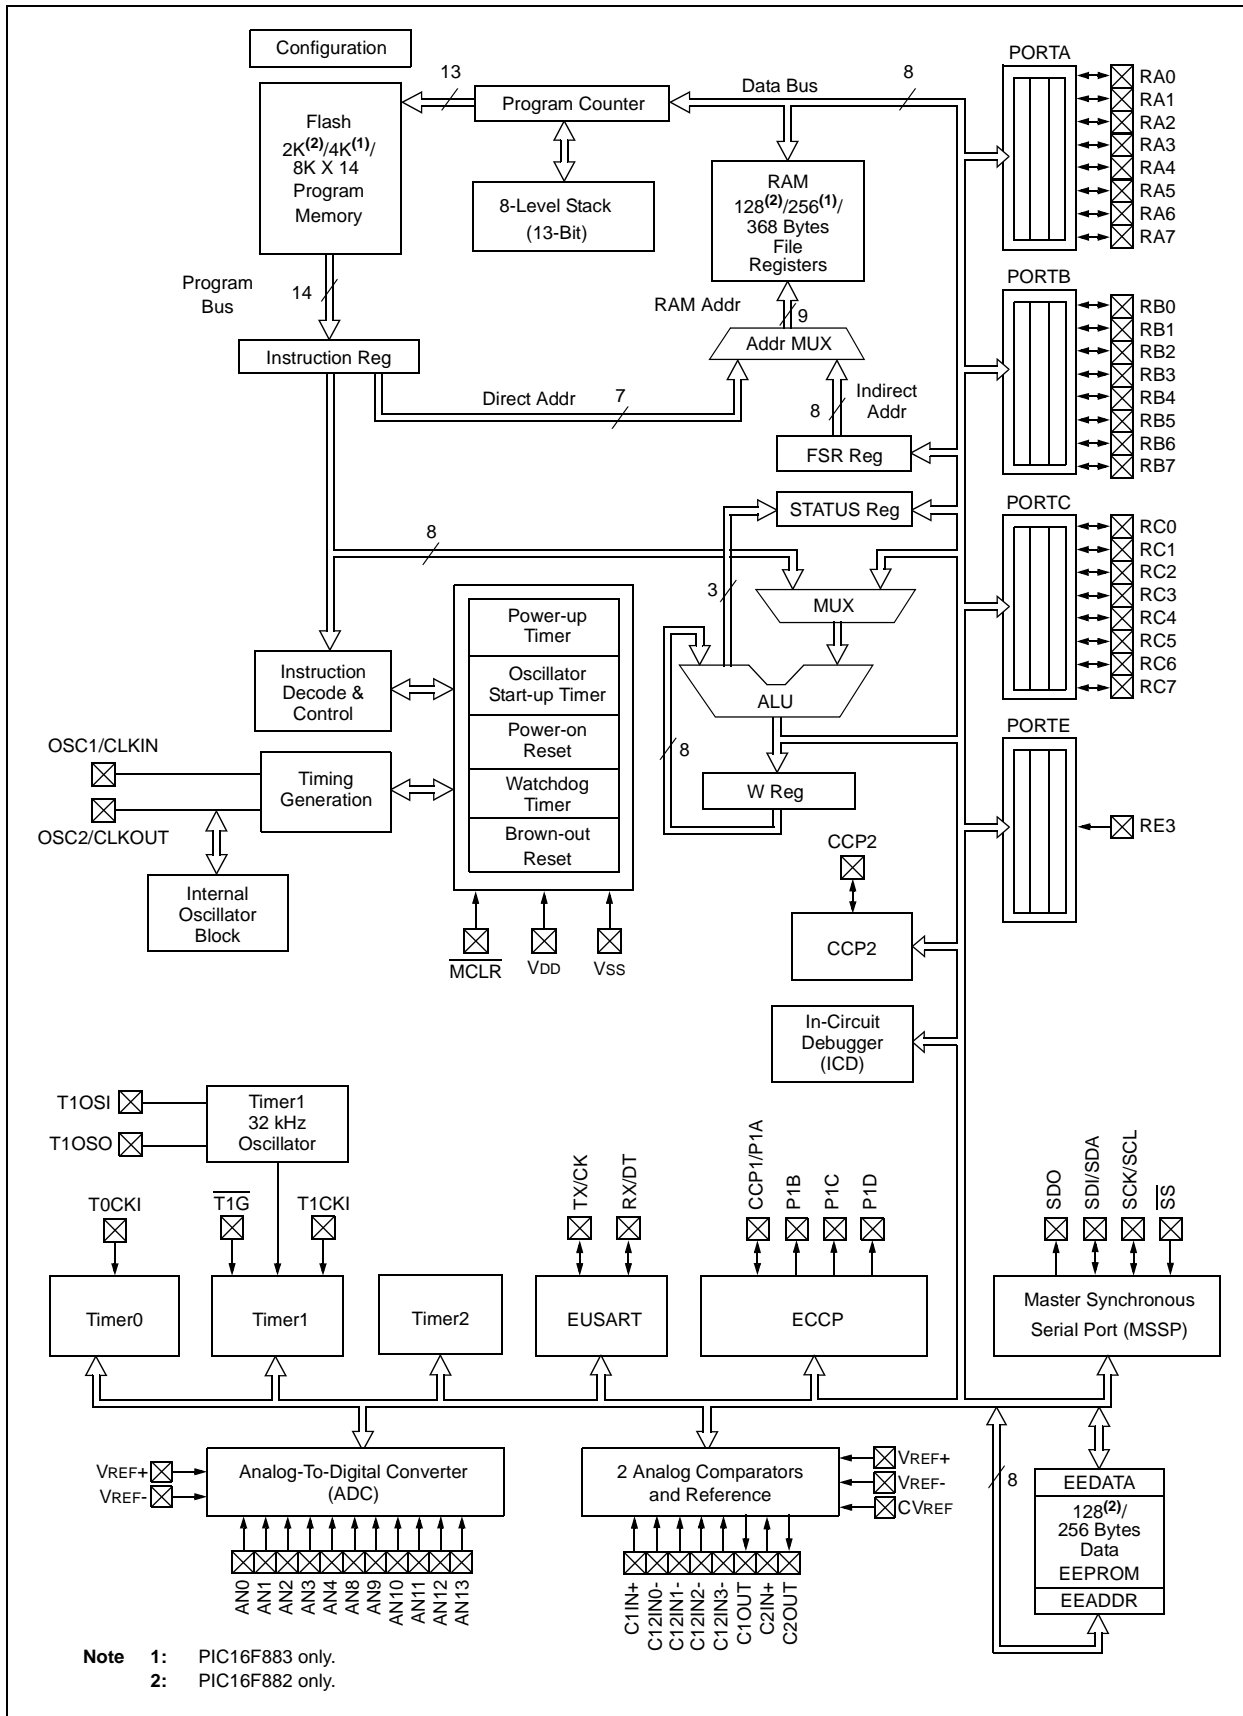 Configuration
13
Program Counter
Data Bus
8
PORTA
RA0
RA1
RA2
RA3
RA4
RA5
RA6
RA7
Flash
2K(2)/4K(1)/
8K X 14
Program
Memory
8-Level Stack
(13-Bit)
RAM
128(2)/256(1)/
368 Bytes
File
Registers
Program
Bus
14
RAM Addr
9
Addr MUX
PORTB
RB0
RB1
RB2
RB3
RB4
RB5
RB6
RB7
Instruction Reg
Direct Addr
7
8
Indirect
Addr
FSR Reg
STATUS Reg
PORTC
RC0
RC1
RC2
RC3
RC4
RC5
RC6
RC7
8
3
MUX
ALU
8
W Reg
Instruction
Decode &
Control
Power-up
Timer
Oscillator
Start-up Timer
Power-on
Reset
Watchdog
Timer
Brown-out
Reset
OSC1/CLKIN
OSC2/CLKOUT
Timing
Generation
Internal
Oscillator
Block
MCLR
VDD
VSS
PORTE
RE3
CCP2
CCP2
In-Circuit
Debugger
(ICD)
T1OSI
T1OSO
Timer1
32 kHz
Oscillator
T0CKI
T1G
T1CKI
TX/CK
RX/DT
CCP1/P1A
P1B
P1C
P1D
SDO
SDI/SDA
SCK/SCL
SS
Timer0
Timer1
Timer2
EUSART
ECCP
Master Synchronous
Serial Port (MSSP)
VREF+
VREF-
Analog-To-Digital Converter
(ADC)
AN0
AN1
AN2
AN3
AN4
AN8
AN9
AN10
AN11
AN12
AN13
2 Analog Comparators
and Reference
VREF+
VREF-
CVREF
C1IN+
C12IN0-
C12IN1-
C12IN2-
C12IN3-
C1OUT
C2IN+
C2OUT
8
EEDATA
128(2)/
256 Bytes
Data
EEPROM
EEADDR
Note 1: PIC16F883 only.
2: PIC16F882 only.